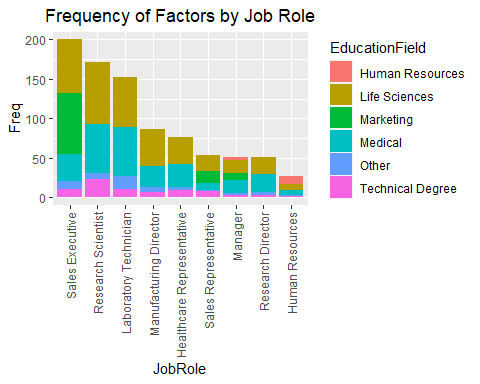 Frequency of Factors by Job Role
200
150
100
50
0
Freq
Sales Executive
Research Scientist
Laboratory Technician
Manufacturing Director
Healthcare Representative
Sales Representative
Manager
Research Director
Human Resources
JobRole
EducationField
Human Resources
Life Sciences
Marketing
Medical
Other
Technical Degree